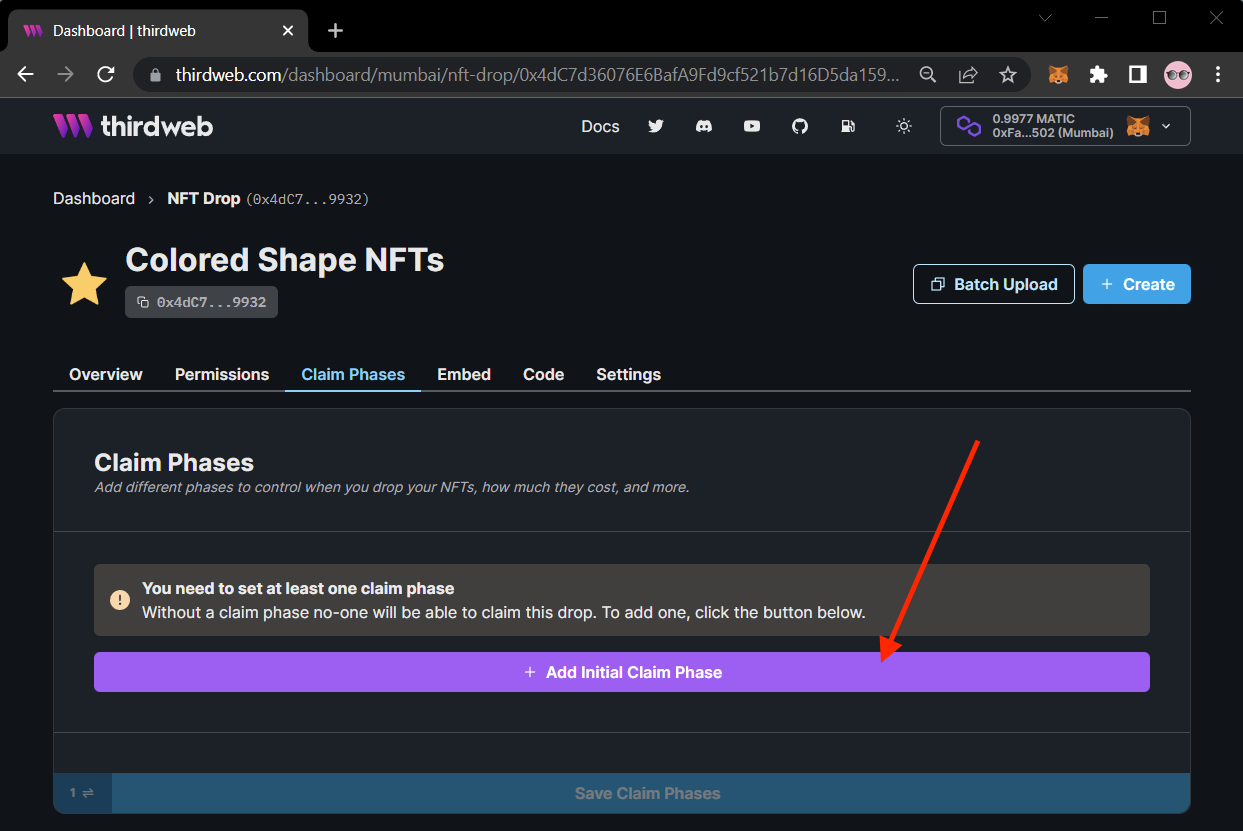 Dashboard | thirdweb
thirdweb.com/dashboard/mumbai/nft-drop/0x4dC7d36076E6BafA9Fd9cf521b7d16D5da159...
thirdweb
Docs
0.9977 MATIC
0xFa...502 (Mumbai)
Dashboard > NFT Drop (0x4dC7...9932)
Colored Shape NFTs
0x4dC7...9932
Batch Upload
+ Create
Overview Permissions Claim Phases Embed Code Settings
Claim Phases
Add different phases to control when you drop your NFTs, how much they cost, and more.
You need to set at least one claim phase
Without a claim phase no-one will be able to claim this drop. To add one, click the button below.
+ Add Initial Claim Phase
1 ⇌ Save Claim Phases